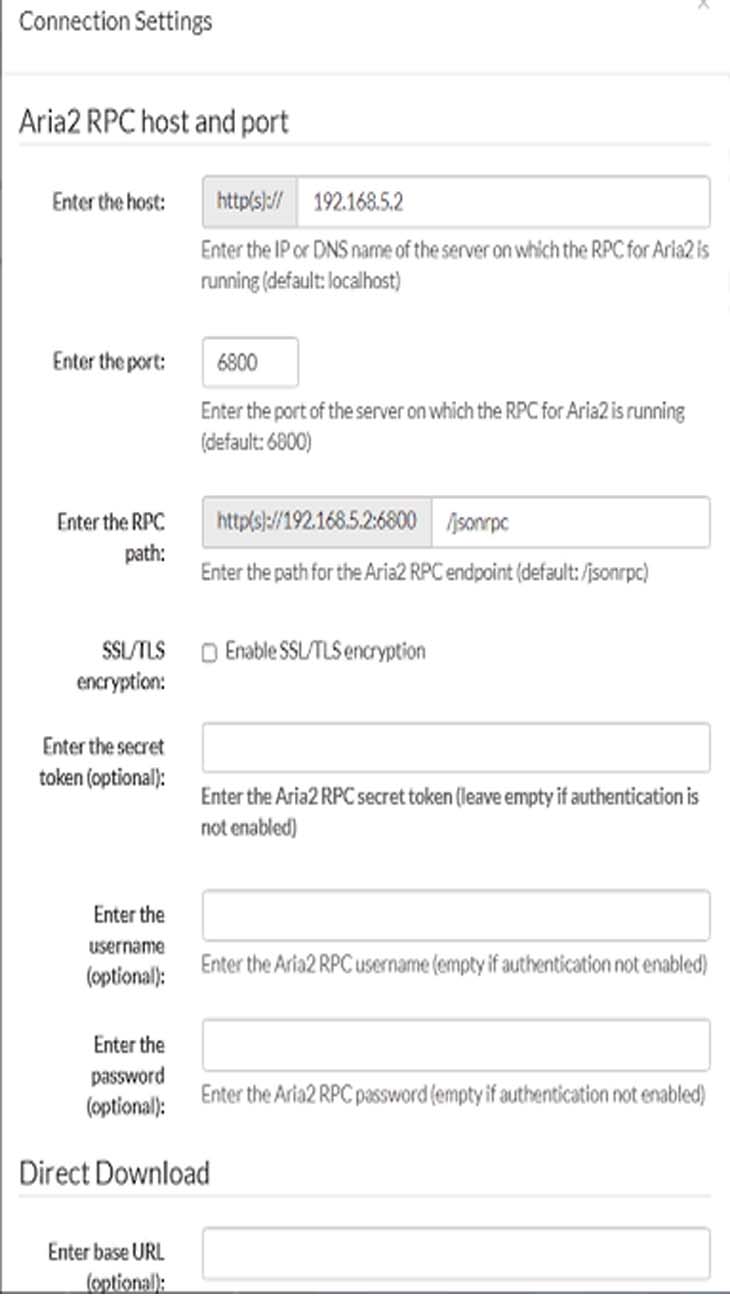 Connection Settings
Aria2 RPC host and port
Enter the host:
http(s)://
192.168.5.2
Enter the IP or DNS name of the server on which the RPC for Aria2 is
running (default: localhost)
Enter the port:
6800
Enter the port of the server on which the RPC for Aria2 is running
(default: 6800)
Enter the RPC
path:
http(s)://192.168.5.2:6800
/jsonrpc
Enter the path for the Aria2 RPC endpoint (default: /jsonrpc)
SSL/TLS
encryption:
Enable SSL/TLS encryption
Enter the secret
token (optional):
Enter the Aria2 RPC secret token (leave empty if authentication is
not enabled)
Enter the
username
(optional):
Enter the Aria2 RPC username (empty if authentication not enabled)
Enter the
password
(optional):
Enter the Aria2 RPC password (empty if authentication not enabled)
Direct Download
Enter base URL
(optional):